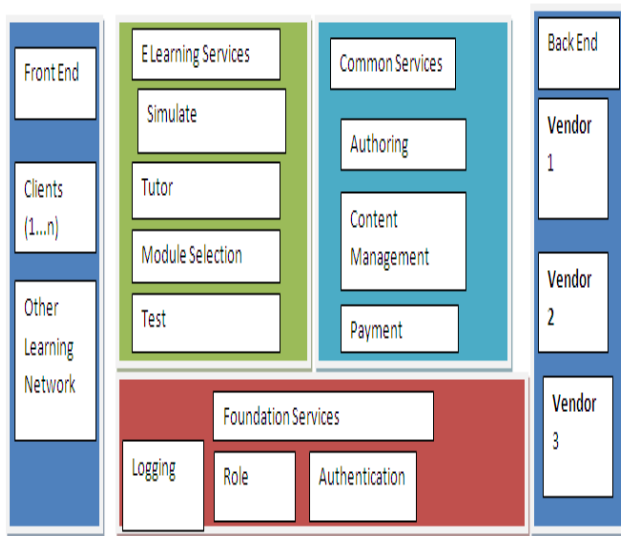 Front End
Clients
(1...n)
Other
Learning
Network
E Learning Services
Simulate
Tutor
Module Selection
Test
Common Services
Authoring
Content
Management
Payment
Foundation Services
Logging
Role
Authentication
Back End
Vendor
1
Vendor
2
Vendor
3